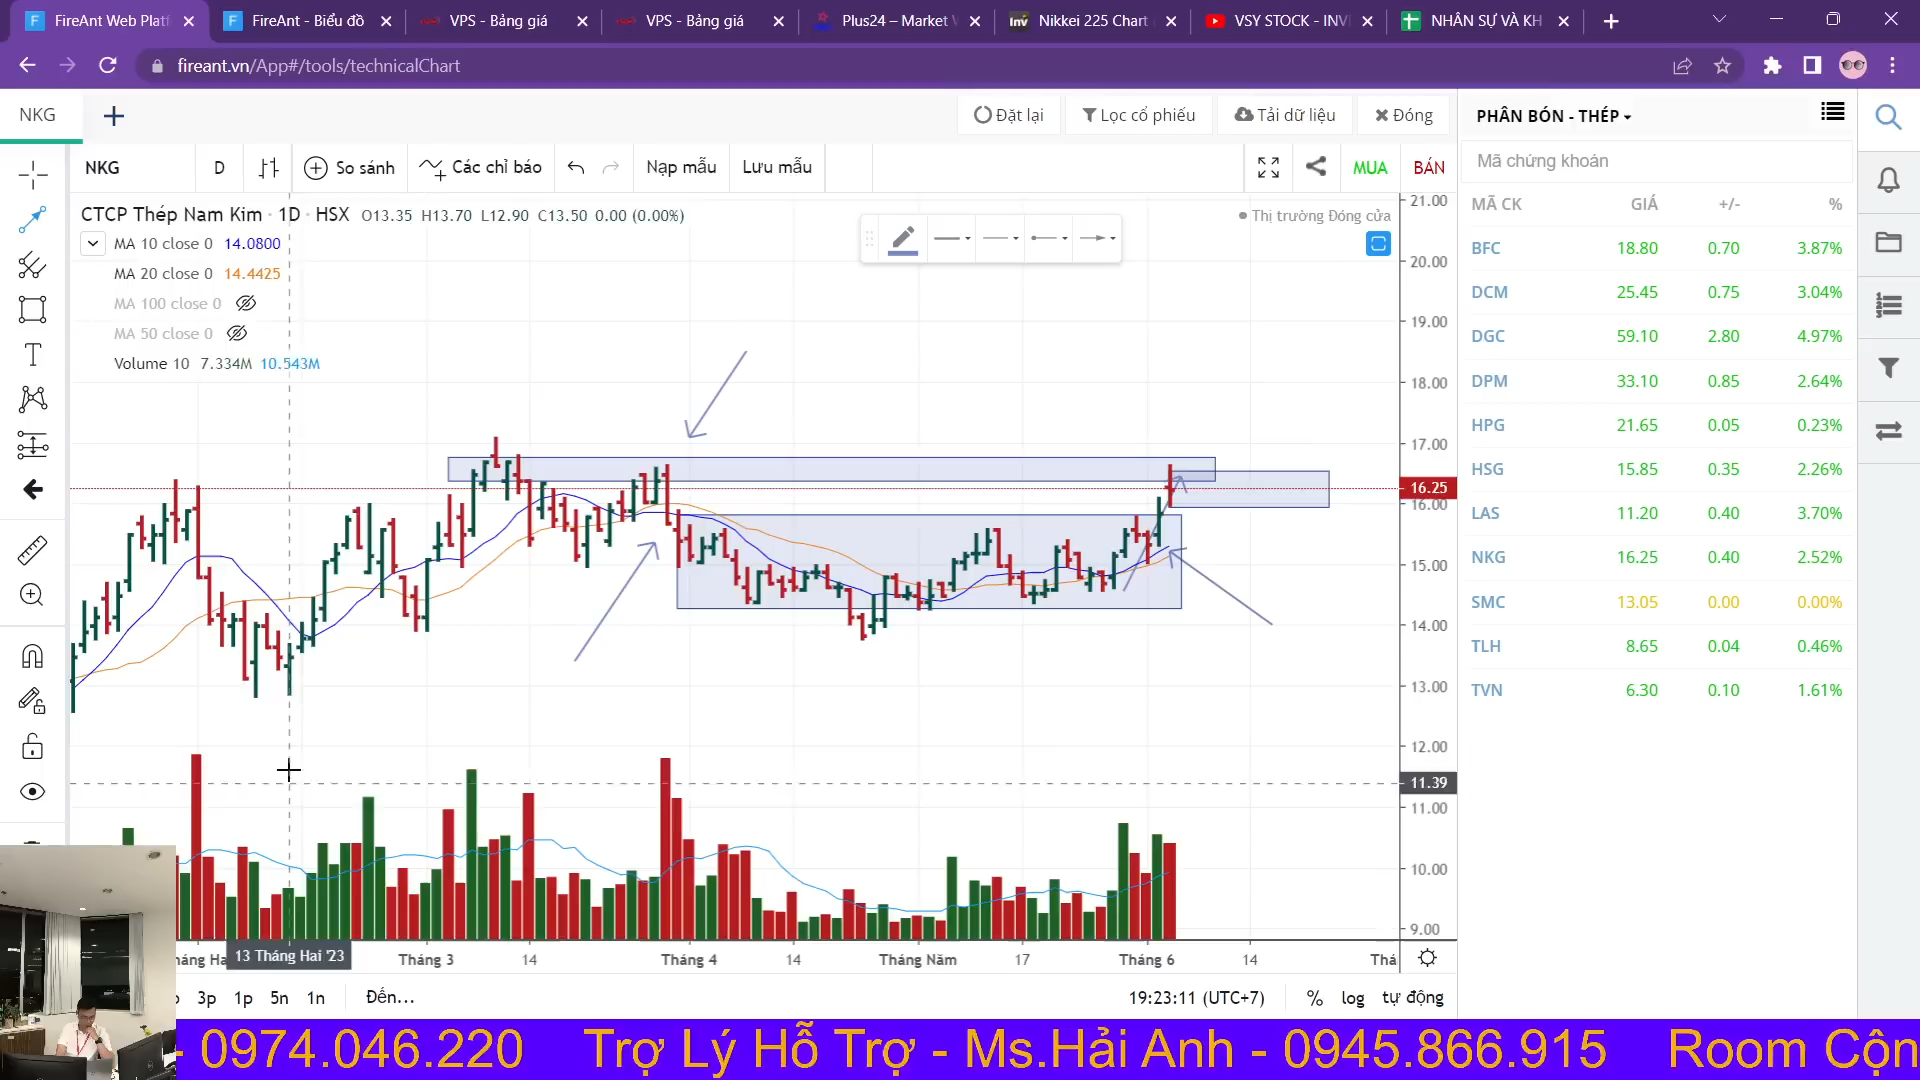 FireAnt Web Platf
FireAnt - Biểu đồ
VPS - Bảng giá
VPS - Bảng giá
Plus24 – Market
Nikkei 225 Chart
VSY STOCK - INV
NHÂN SỰ VÀ KH
fireant.vn/App#/tools/technicalChart
NKG
Đặt lại
Lọc cổ phiếu
Tải dữ liệu
Đóng
PHÂN BÓN - THÉP
NKG
D
So sánh
Các chỉ báo
Nạp mẫu
Lưu mẫu
MUA
BÁN
Mã chứng khoán
CTCP Thép Nam Kim · 1D · HSX O13.35 H13.70 L12.90 C13.50 0.00 (0.00%)
Thị trường Đóng cửa
MA 10 close 0 14.0800
MA 20 close 0 14.4425
MA 100 close 0
MA 50 close 0
Volume 10 7.334M 10.543M
21.00
20.00
19.00
18.00
17.00
16.25
16.00
15.00
14.00
13.00
12.00
11.39
11.00
10.00
9.00
MÃ CK GIÁ +/- %
BFC 18.80 0.70 3.87%
DCM 25.45 0.75 3.04%
DGC 59.10 2.80 4.97%
DPM 33.10 0.85 2.64%
HPG 21.65 0.05 0.23%
HSG 15.85 0.35 2.26%
LAS 11.20 0.40 3.70%
NKG 16.25 0.40 2.52%
SMC 13.05 0.00 0.00%
TLH 8.65 0.04 0.46%
TVN 6.30 0.10 1.61%
13 Tháng Hai '23
Tháng 3
14
Tháng 4
14
Tháng Năm
17
Tháng 6
14
Thá
3p 1p 5n 1n Đến...
19:23:11 (UTC+7) % log tự động
- 0974.046.220 Trợ Lý Hỗ Trợ - Ms.Hải Anh - 0945.866.915 Room Cộn